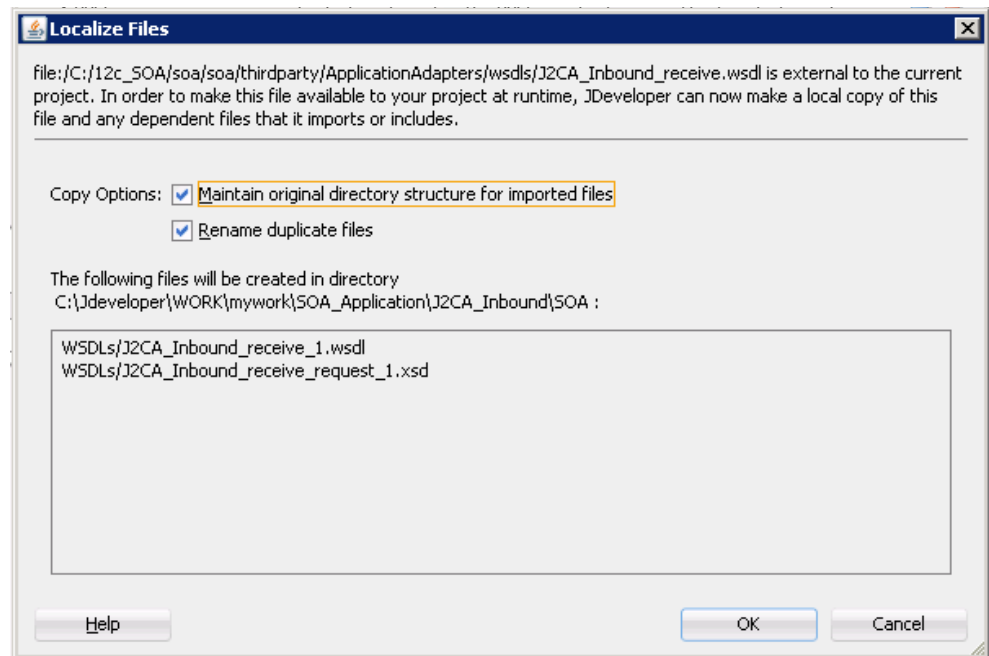 Localize Files
file:/C:/12c_SOA/soa/soa/thirdparty/ApplicationAdapters/wsdls/J2CA_Inbound_receive.wsdl is external to the current
project. In order to make this file available to your project at runtime, JDeveloper can now make a local copy of this
file and any dependent files that it imports or includes.
Copy Options: Maintain original directory structure for imported files
Rename duplicate files
The following files will be created in directory
C:\Jdeveloper\WORK\mywork\SOA_Application\J2CA_Inbound\SOA :
WSDLs/J2CA_Inbound_receive_1.wsdl
WSDLs/J2CA_Inbound_receive_request_1.xsd
Help OK Cancel